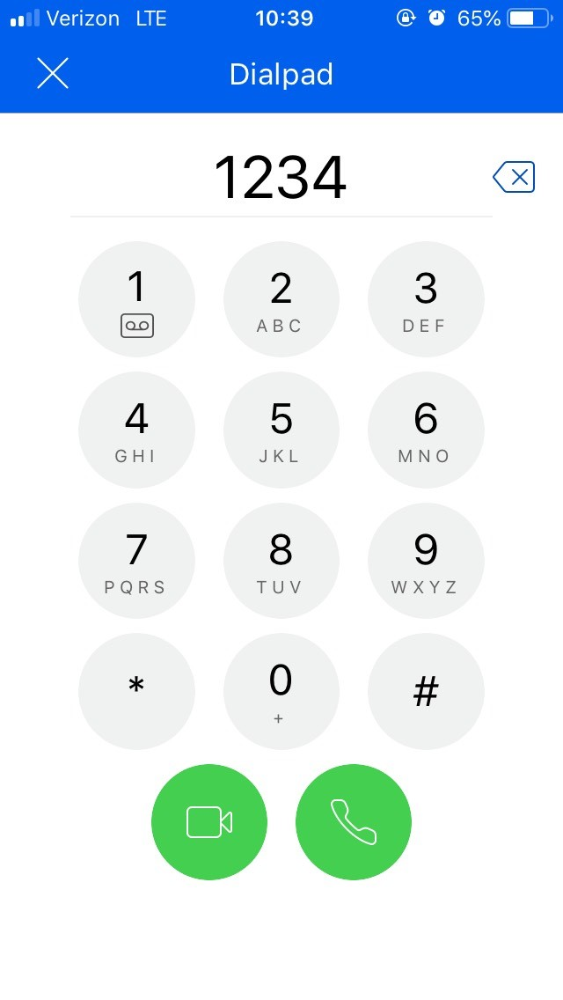 Verizon LTE 10:39 65%
Dialpad
1234
1 2 3
ABC DEF
4 5 6
GHI JKL MNO
7 8 9
PQRS TUV WXYZ
* 0 #
+